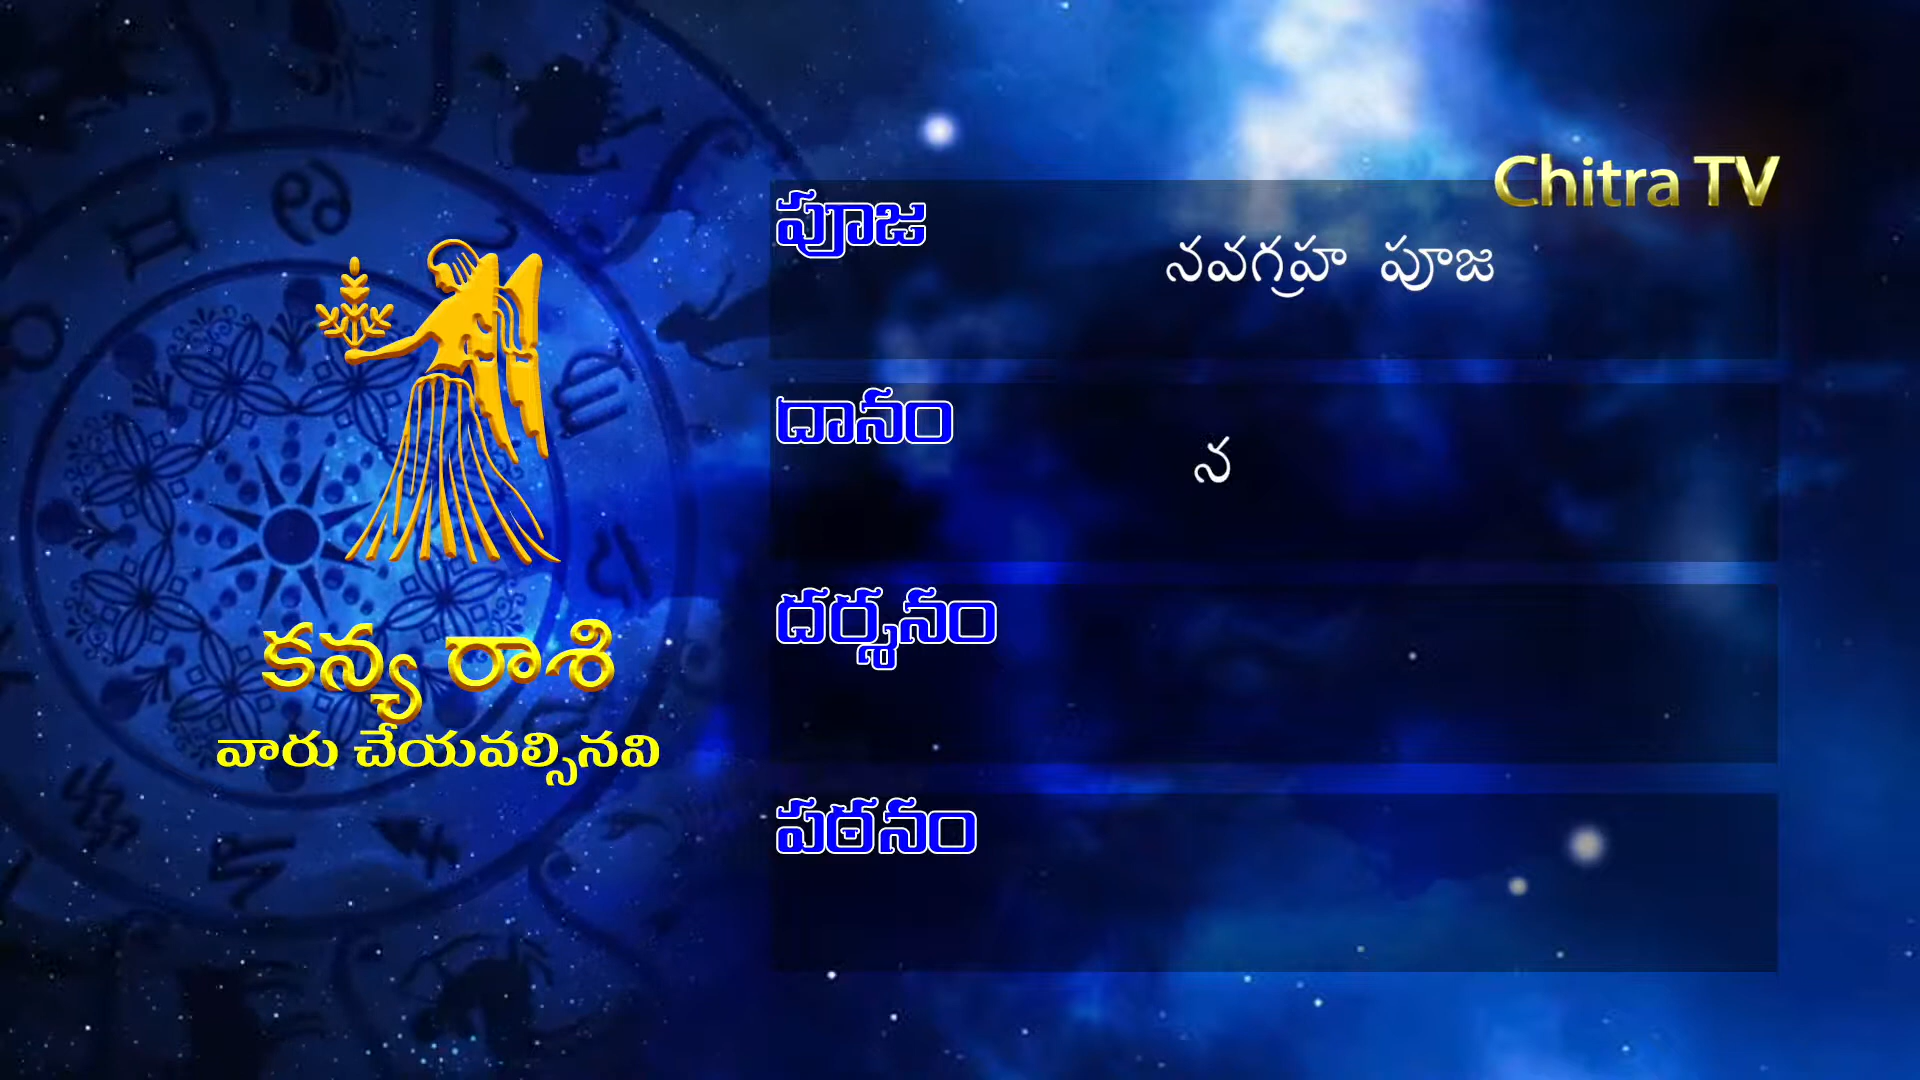 Chitra TV
పూజ
నవగ్రహ పూజ
దానం
న
దర్శనం
పఠనం
కన్య రాశి
వారు చేయవల్సినవి